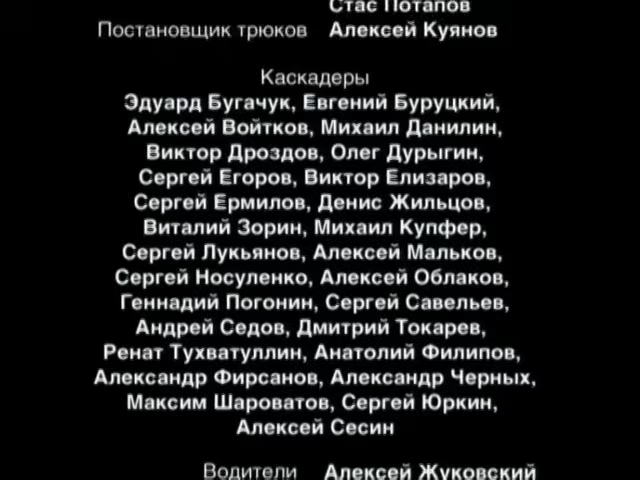 Стас Потапов
Постановщик трюков Алексей Куянов
Каскадеры
Эдуард Бугачук, Евгений Буруцкий,
Алексей Войтков, Михаил Данилин,
Виктор Дроздов, Олег Дурыгин,
Сергей Егоров, Виктор Елизаров,
Сергей Ермилов, Денис Жильцов,
Виталий Зорин, Михаил Купфер,
Сергей Лукьянов, Алексей Мальков,
Сергей Носуленко, Алексей Облаков,
Геннадий Погонин, Сергей Савельев,
Андрей Седов, Дмитрий Токарев,
Ренат Тухватуллин, Анатолий Филипов,
Александр Фирсанов, Александр Черных,
Максим Шароватов, Сергей Юркин,
Алексей Сесин
Водители Алексей Жуковский